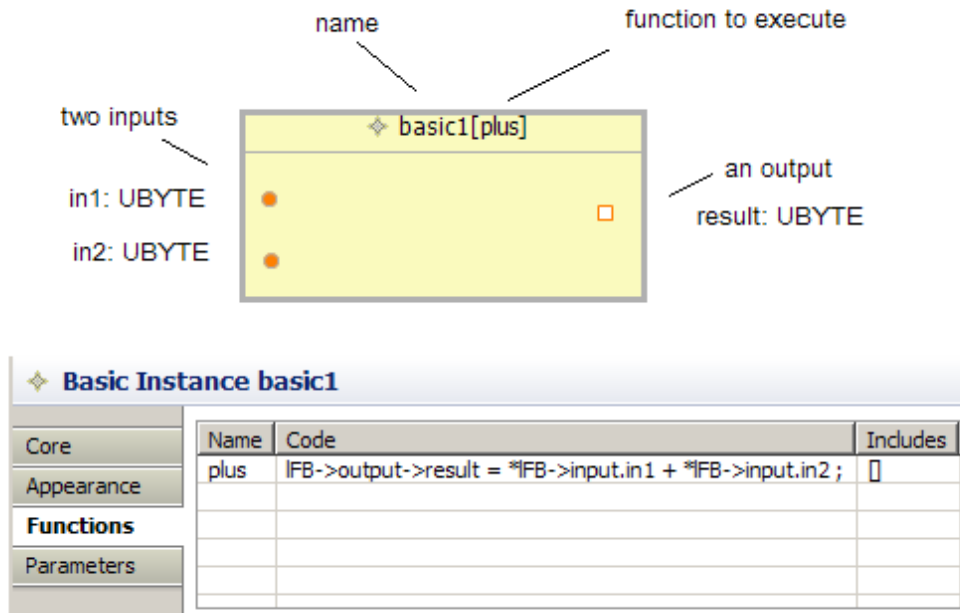 name
function to execute
two inputs
basic1[plus]
an output
in1: UBYTE
result: UBYTE
in2: UBYTE
Basic Instance basic1
Core
Appearance
Functions
Parameters
Name Code Includes
plus lFB->output->result = *lFB->input.in1 + *lFB->input.in2 ; []